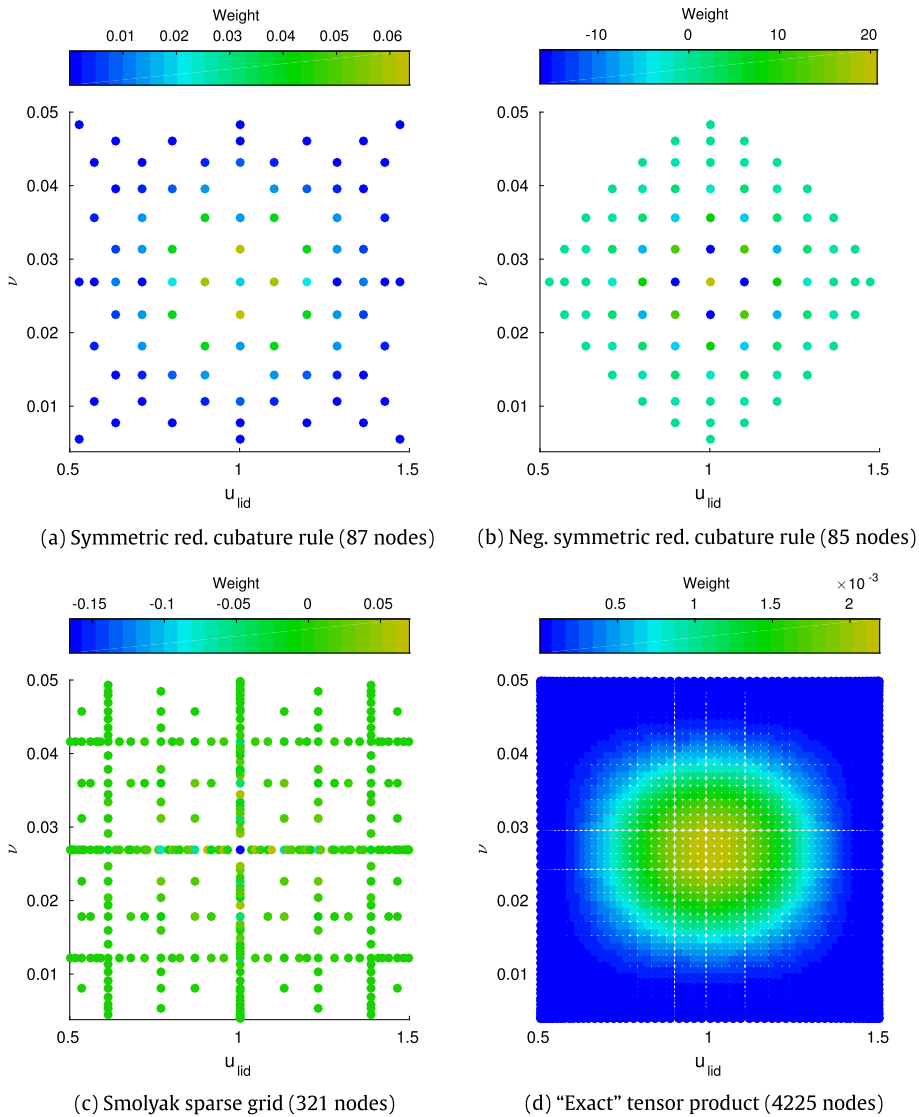 Weight
0.01 0.02 0.03 0.04 0.05 0.06
0.05
0.04
0.03
0.02
0.01
ν
0.5 1 1.5
u_lid
(a) Symmetric red. cubature rule (87 nodes)
Weight
-10 0 10 20
0.05
0.04
0.03
0.02
0.01
ν
0.5 1 1.5
u_lid
(b) Neg. symmetric red. cubature rule (85 nodes)
Weight
-0.15 -0.1 -0.05 0 0.05
0.05
0.04
0.03
0.02
0.01
ν
0.5 1 1.5
u_lid
(c) Smolyak sparse grid (321 nodes)
Weight ×10⁻³
0.5 1 1.5 2
0.05
0.04
0.03
0.02
0.01
ν
0.5 1 1.5
u_lid
(d) “Exact” tensor product (4225 nodes)